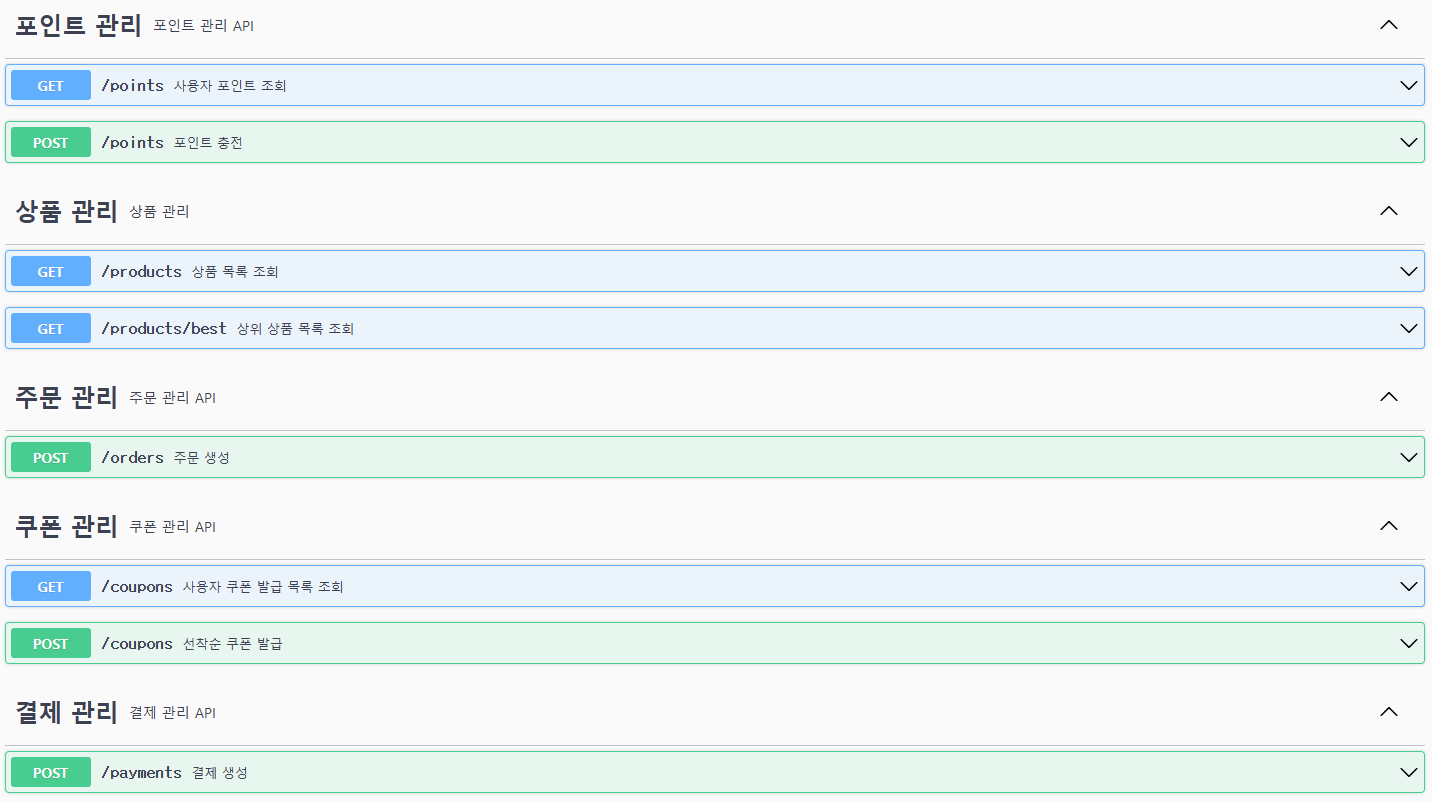 포인트 관리 포인트 관리 API
GET /points 사용자 포인트 조회
POST /points 포인트 충전
상품 관리 상품 관리
GET /products 상품 목록 조회
GET /products/best 상위 상품 목록 조회
주문 관리 주문 관리 API
POST /orders 주문 생성
쿠폰 관리 쿠폰 관리 API
GET /coupons 사용자 쿠폰 발급 목록 조회
POST /coupons 선착순 쿠폰 발급
결제 관리 결제 관리 API
POST /payments 결제 생성